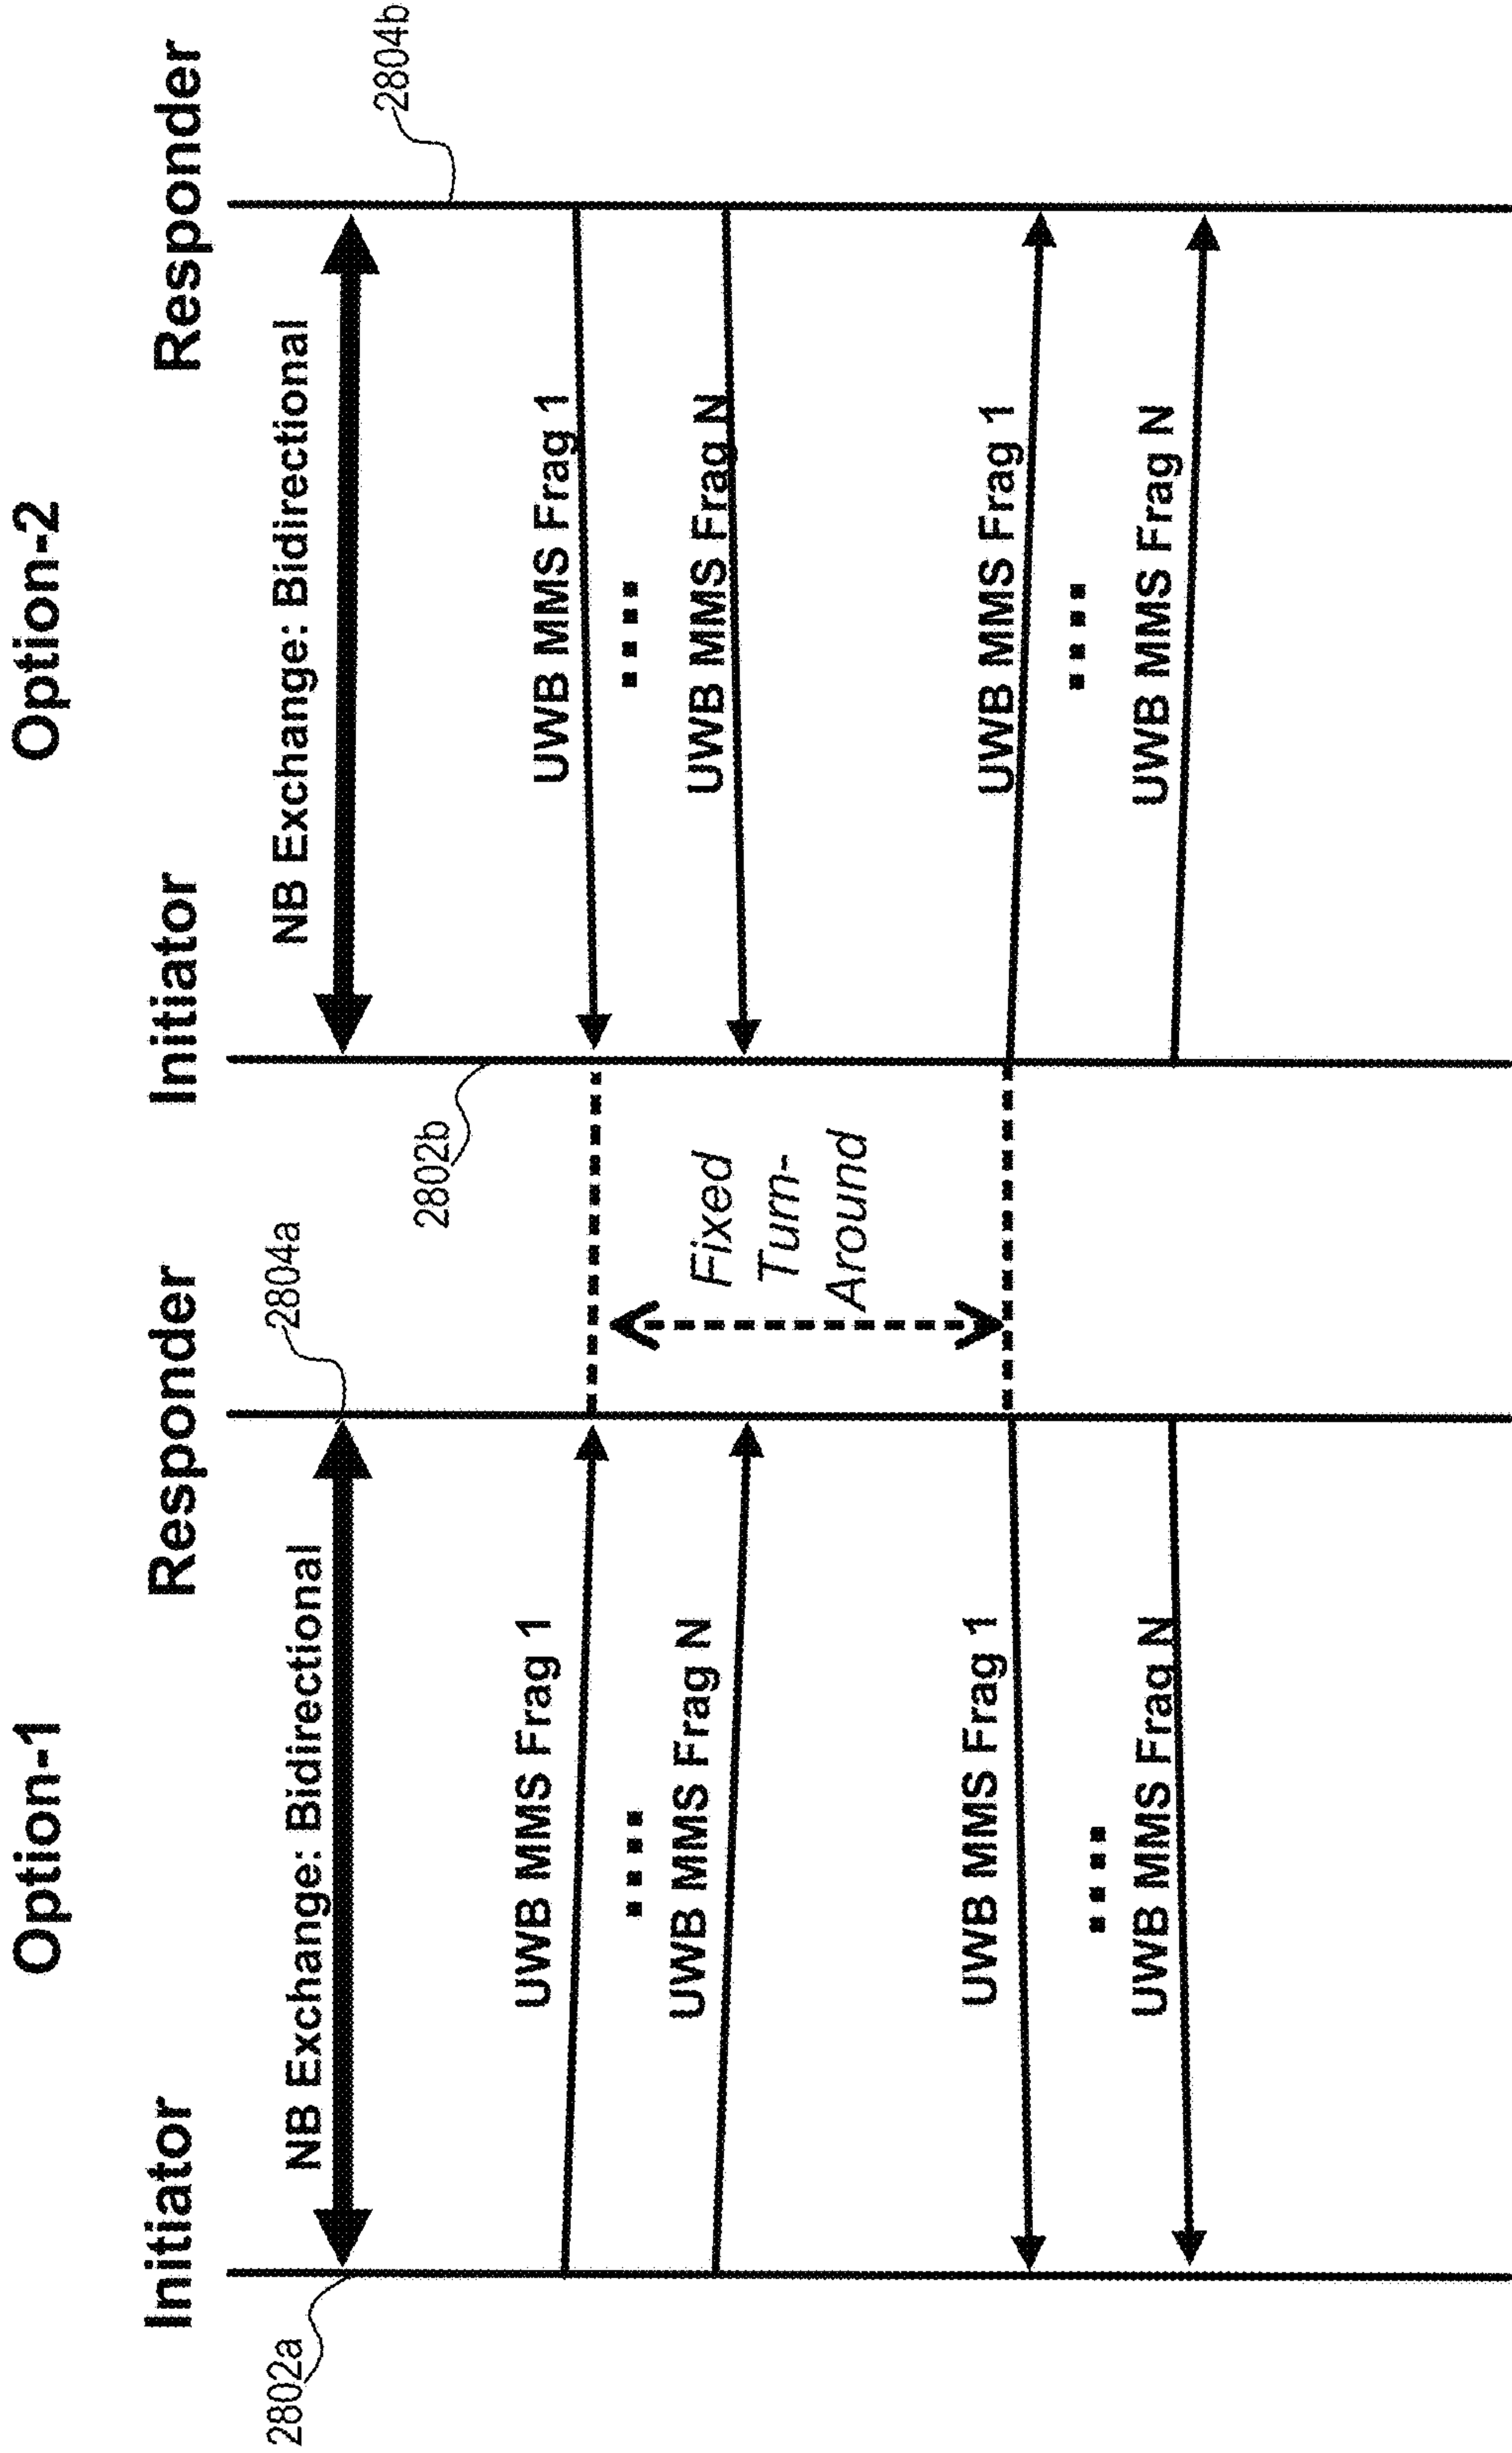 Option-1
Option-2
Initiator
Responder
Initiator
Responder
2802a
2804a
2802b
2804b
NB Exchange: Bidirectional
NB Exchange: Bidirectional
UWB MMS Frag 1
UWB MMS Frag 1
UWB MMS Frag N
UWB MMS Frag N
Fixed
Turn-
Around
UWB MMS Frag 1
UWB MMS Frag 1
UWB MMS Frag N
UWB MMS Frag N